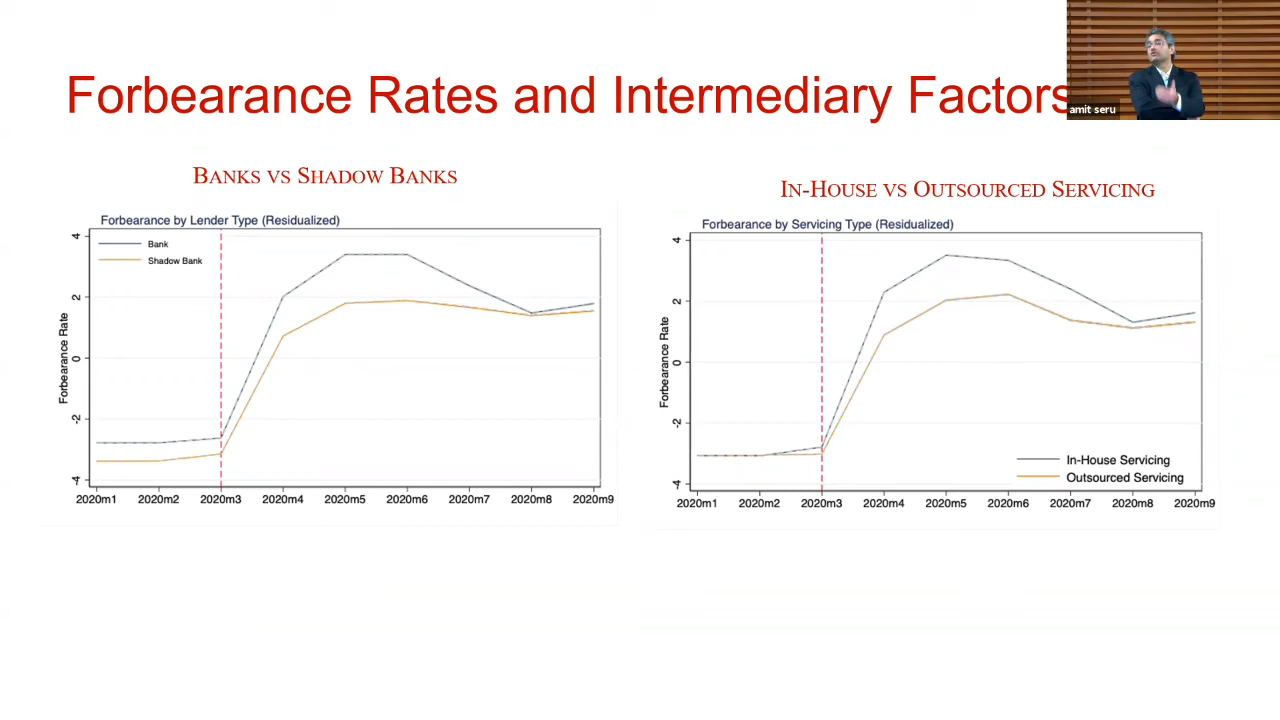 Forbearance Rates and Intermediary Factors
amit seru
BANKS VS SHADOW BANKS
Forbearance by Lender Type (Residualized)
Bank
Shadow Bank
Forbearance Rate
4
2
0
-2
-4
2020m1 2020m2 2020m3 2020m4 2020m5 2020m6 2020m7 2020m8 2020m9
IN-HOUSE VS OUTSOURCED SERVICING
Forbearance by Servicing Type (Residualized)
Forbearance Rate
4
2
0
-2
-4
In-House Servicing
Outsourced Servicing
2020m1 2020m2 2020m3 2020m4 2020m5 2020m6 2020m7 2020m8 2020m9